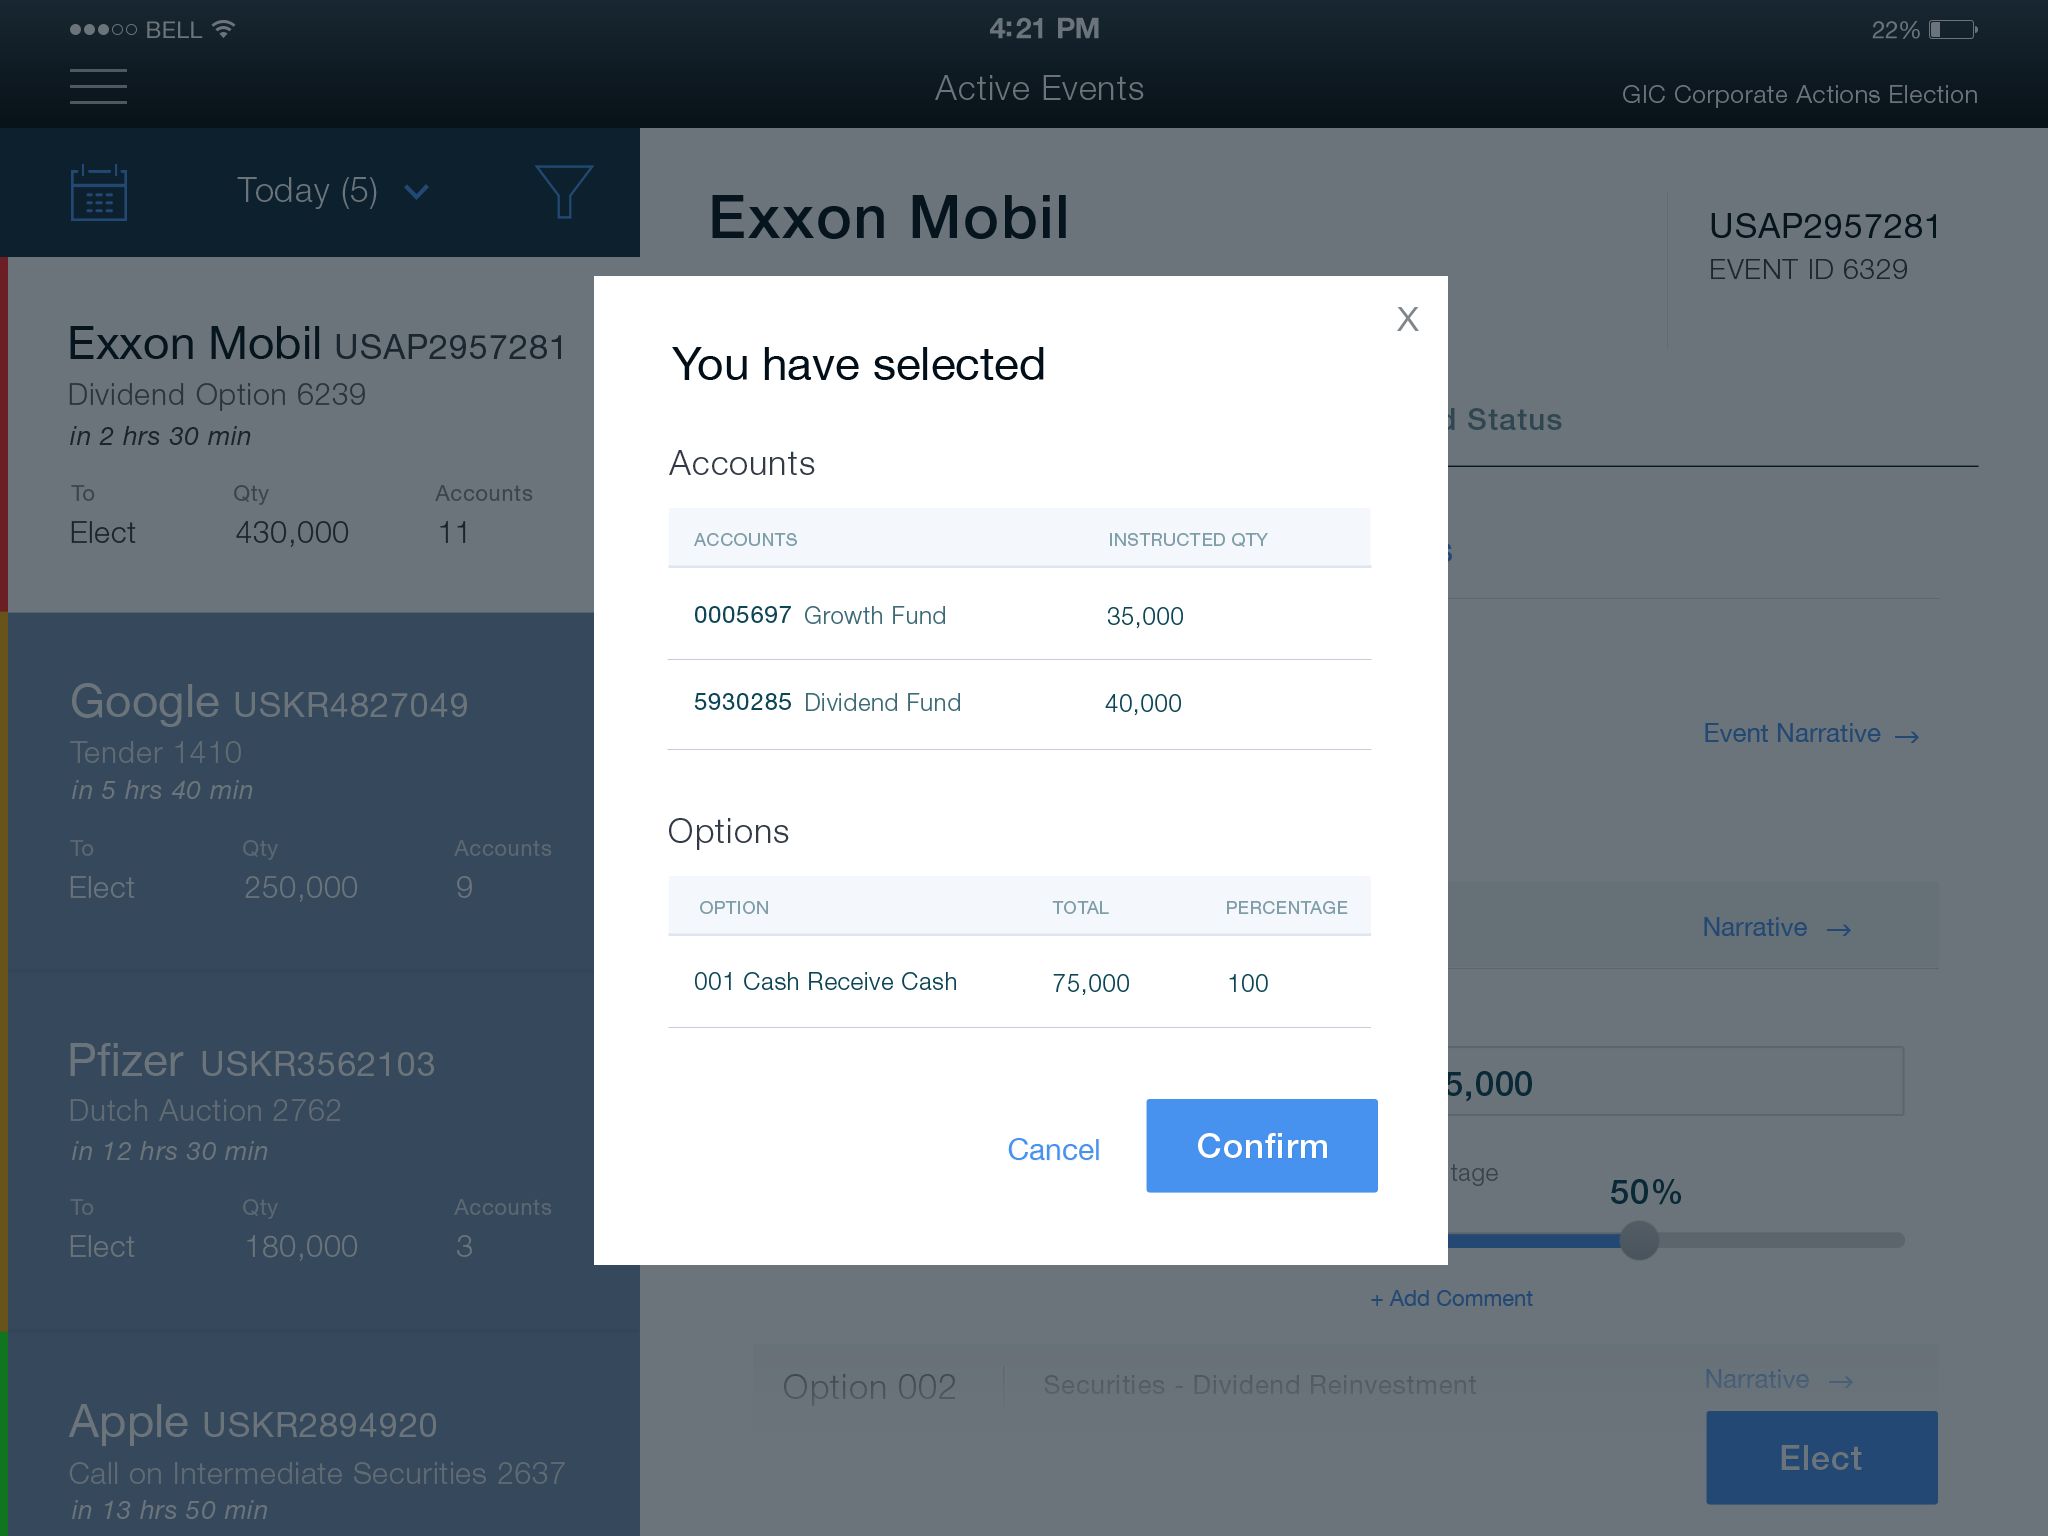 BELL
4:21 PM
22%
Active Events
GIC Corporate Actions Election
Today (5)
Exxon Mobil USAP2957281
Dividend Option 6239
in 2 hrs 30 min
To Qty Accounts
Elect 430,000 11
Google USKR4827049
Tender 1410
in 5 hrs 40 min
To Qty Accounts
Elect 250,000 9
Pfizer USKR3562103
Dutch Auction 2762
in 12 hrs 30 min
To Qty Accounts
Elect 180,000 3
Apple USKR2894920
Call on Intermediate Securities 2637
in 13 hrs 50 min
Exxon Mobil
USAP2957281
EVENT ID 6329
Status
X
You have selected
Accounts
ACCOUNTS INSTRUCTED QTY
0005697 Growth Fund 35,000
5930285 Dividend Fund 40,000
Options
OPTION TOTAL PERCENTAGE
001 Cash Receive Cash 75,000 100
Cancel
Confirm
Event Narrative →
Narrative →
5,000
tage
50%
+ Add Comment
Option 002
Securities - Dividend Reinvestment
Narrative →
Elect